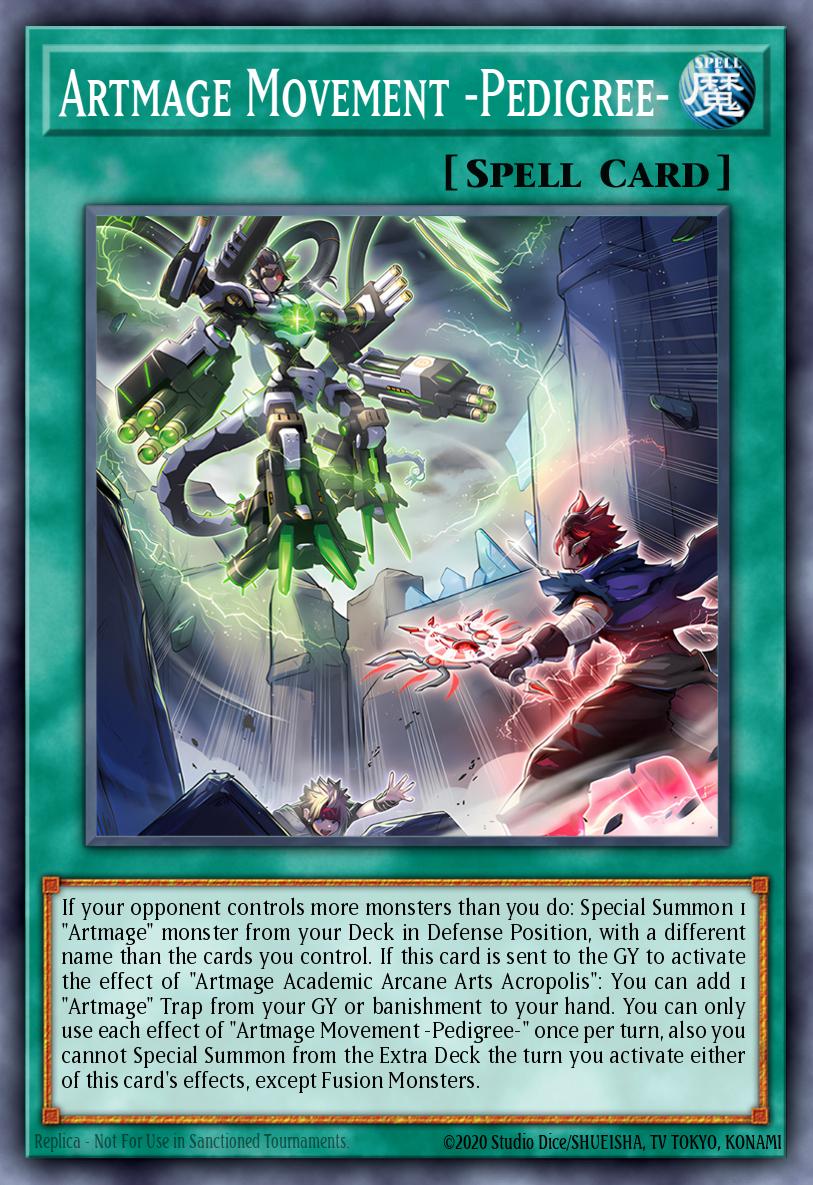 Artmage Movement -Pedigree-
SPELL
魔
[ Spell Card ]
If your opponent controls more monsters than you do: Special Summon 1
"Artmage" monster from your Deck in Defense Position, with a different
name than the cards you control. If this card is sent to the GY to activate
the effect of "Artmage Academic Arcane Arts Acropolis": You can add 1
"Artmage" Trap from your GY or banishment to your hand. You can only
use each effect of "Artmage Movement -Pedigree-" once per turn, also you
cannot Special Summon from the Extra Deck the turn you activate either
of this card's effects, except Fusion Monsters.
Replica - Not For Use in Sanctioned Tournaments.
©2020 Studio Dice/SHUEISHA, TV TOKYO, KONAMI